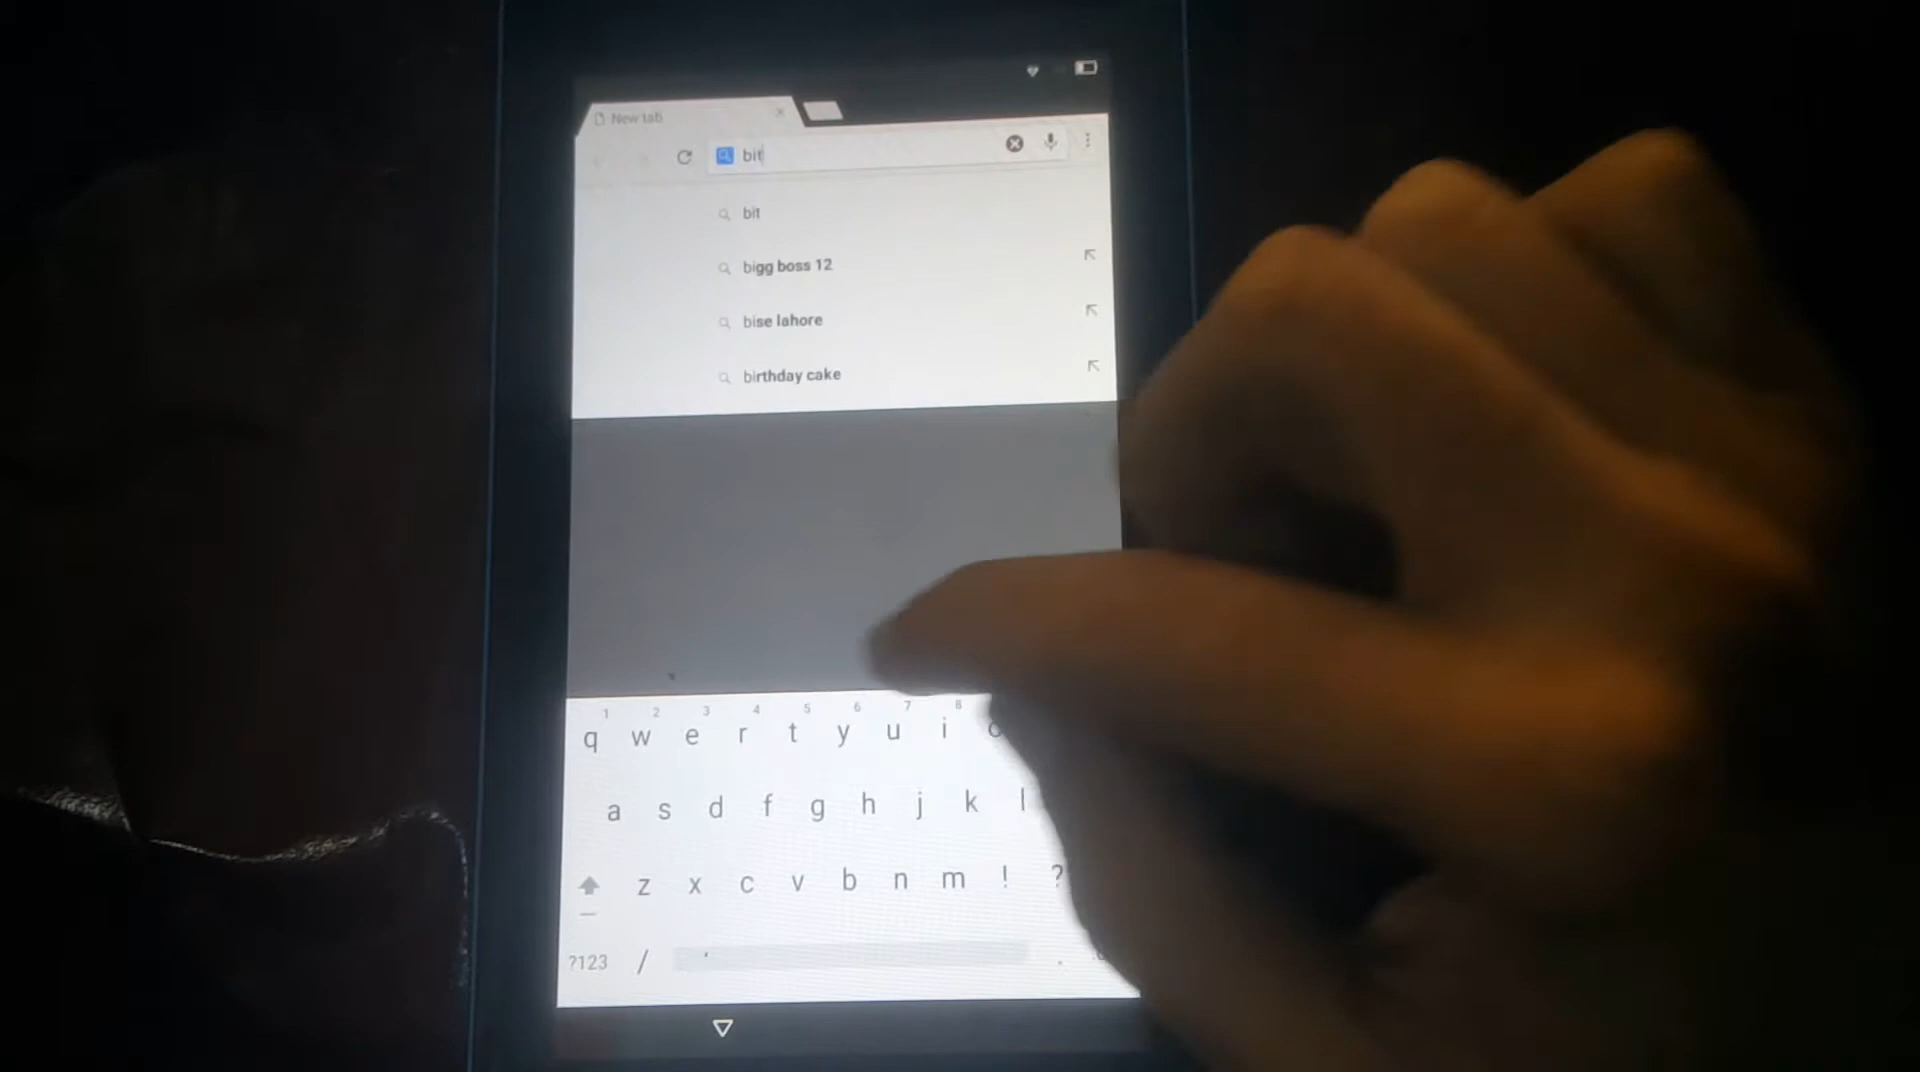 New tab
bit
bit
bigg boss 12
bise lahore
birthday cake
1 2 3 4 5 6 7 8
q w e r t y u i
a s d f g h j k l
z x c v b n m ! ?
?123 / .